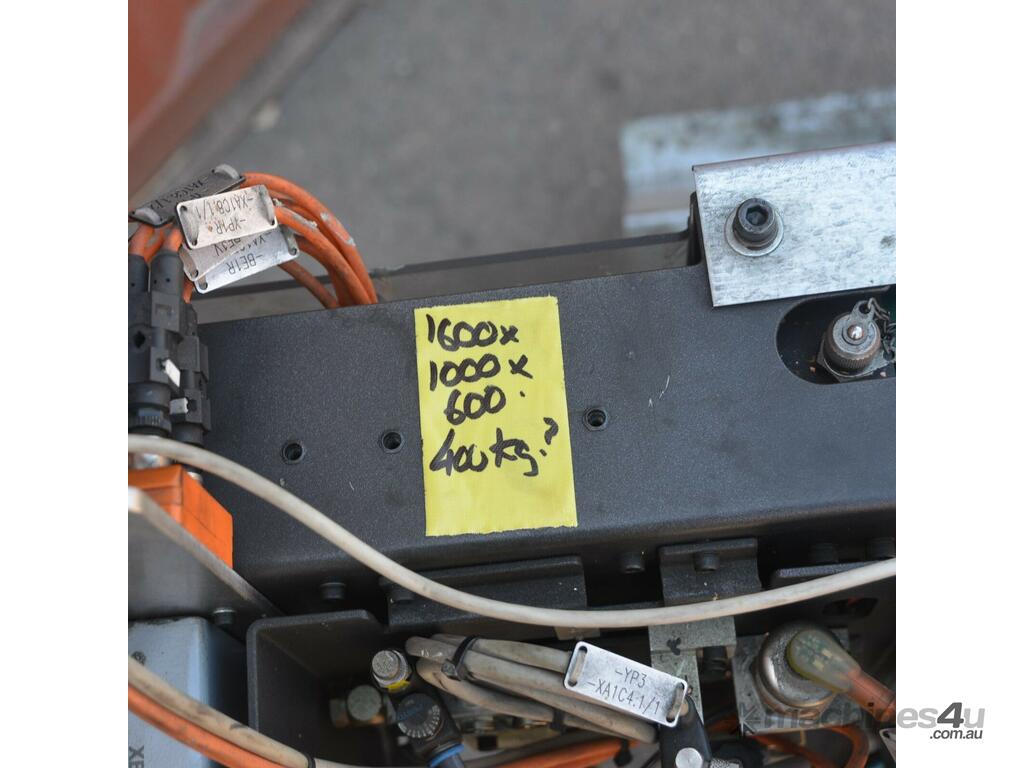 -XA1C8.1/1
-YP1R
-BE1R
1600x
1000x
600.
400kg.?
-YP3
-XA1C4.1/1
machines4u
.com.au